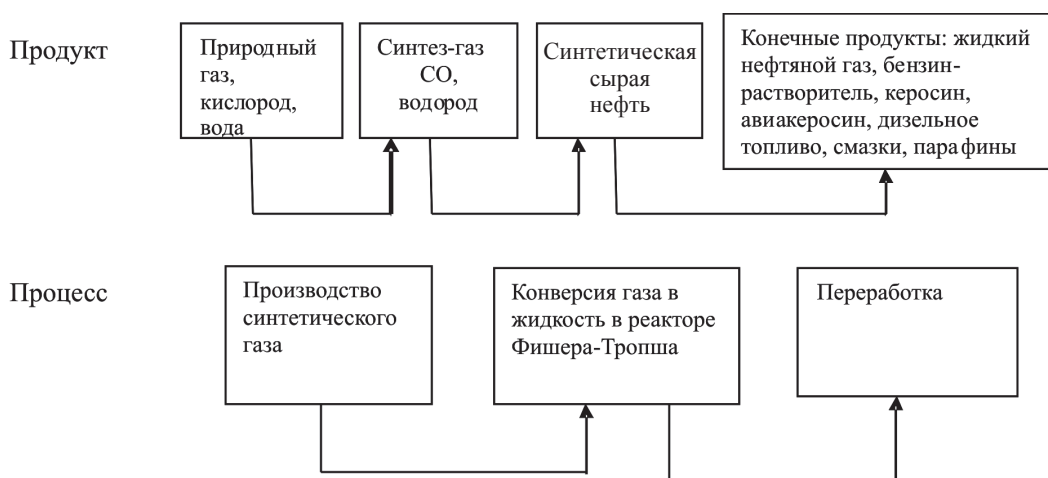 Продукт
Природный
газ,
кислород,
вода
Синтез-газ
СО,
водород
Синтетическая
сырая
нефть
Конечные продукты: жидкий
нефтяной газ, бензин-
растворитель, керосин,
авиакеросин, дизельное
топливо, смазки, парафины
Процесс
Производство
синтетического
газа
Конверсия газа в
жидкость в реакторе
Фишера-Тропша
Переработка